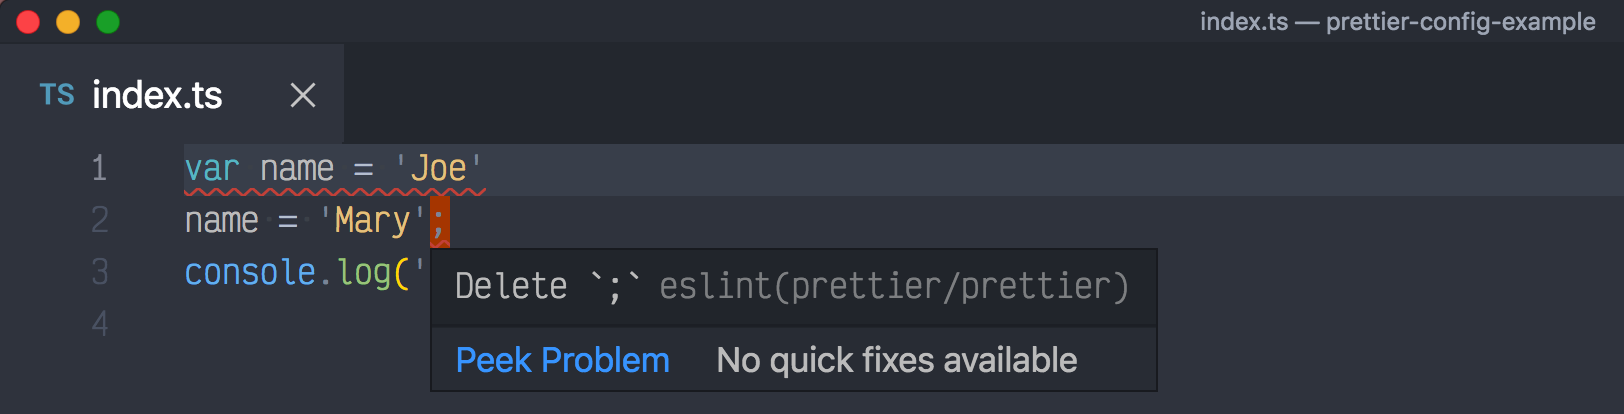 index.ts — prettier-config-example
TS index.ts
1 var name = 'Joe'
2 name = 'Mary';
3 console.log('
4
Delete `;` eslint(prettier/prettier)
Peek Problem No quick fixes available